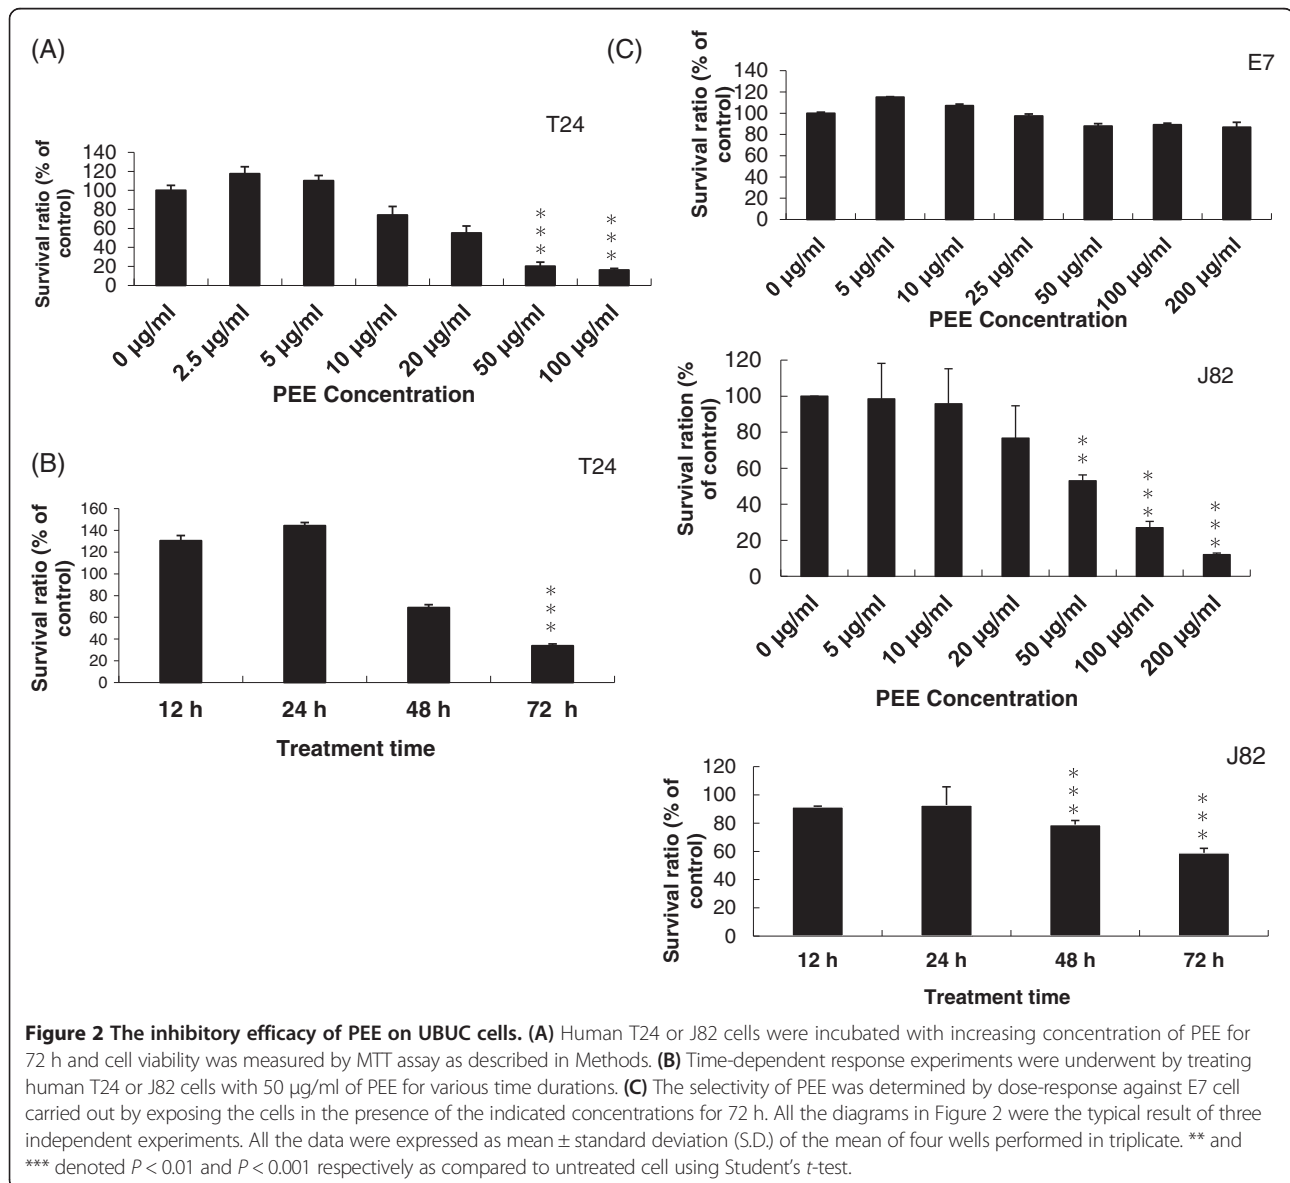 (A)
T24
Survival ratio (% of
control)
140
120
100
80
60
40
20
0
***
***
0 µg/ml
2.5 µg/ml
5 µg/ml
10 µg/ml
20 µg/ml
50 µg/ml
100 µg/ml
PEE Concentration
(B)
T24
Survival ratio (% of
control)
160
140
120
100
80
60
40
20
0
***
12 h
24 h
48 h
72 h
Treatment time
(C)
E7
Survival ratio (% of
control)
140
120
100
80
60
40
20
0
0 µg/ml
5 µg/ml
10 µg/ml
25 µg/ml
50 µg/ml
100 µg/ml
200 µg/ml
PEE Concentration
J82
Survival ration (%
of control)
120
100
80
60
40
20
0
**
***
***
0 µg/ml
5 µg/ml
10 µg/ml
20 µg/ml
50 µg/ml
100 µg/ml
200 µg/ml
PEE Concentration
J82
Survival ratio (% of
control)
120
100
80
60
40
20
0
***
***
12 h
24 h
48 h
72 h
Treatment time
Figure 2 The inhibitory efficacy of PEE on UBUC cells. (A) Human T24 or J82 cells were incubated with increasing concentration of PEE for
72 h and cell viability was measured by MTT assay as described in Methods. (B) Time-dependent response experiments were underwent by treating
human T24 or J82 cells with 50 µg/ml of PEE for various time durations. (C) The selectivity of PEE was determined by dose-response against E7 cell
carried out by exposing the cells in the presence of the indicated concentrations for 72 h. All the diagrams in Figure 2 were the typical result of three
independent experiments. All the data were expressed as mean ± standard deviation (S.D.) of the mean of four wells performed in triplicate. ** and
*** denoted P < 0.01 and P < 0.001 respectively as compared to untreated cell using Student's t-test.